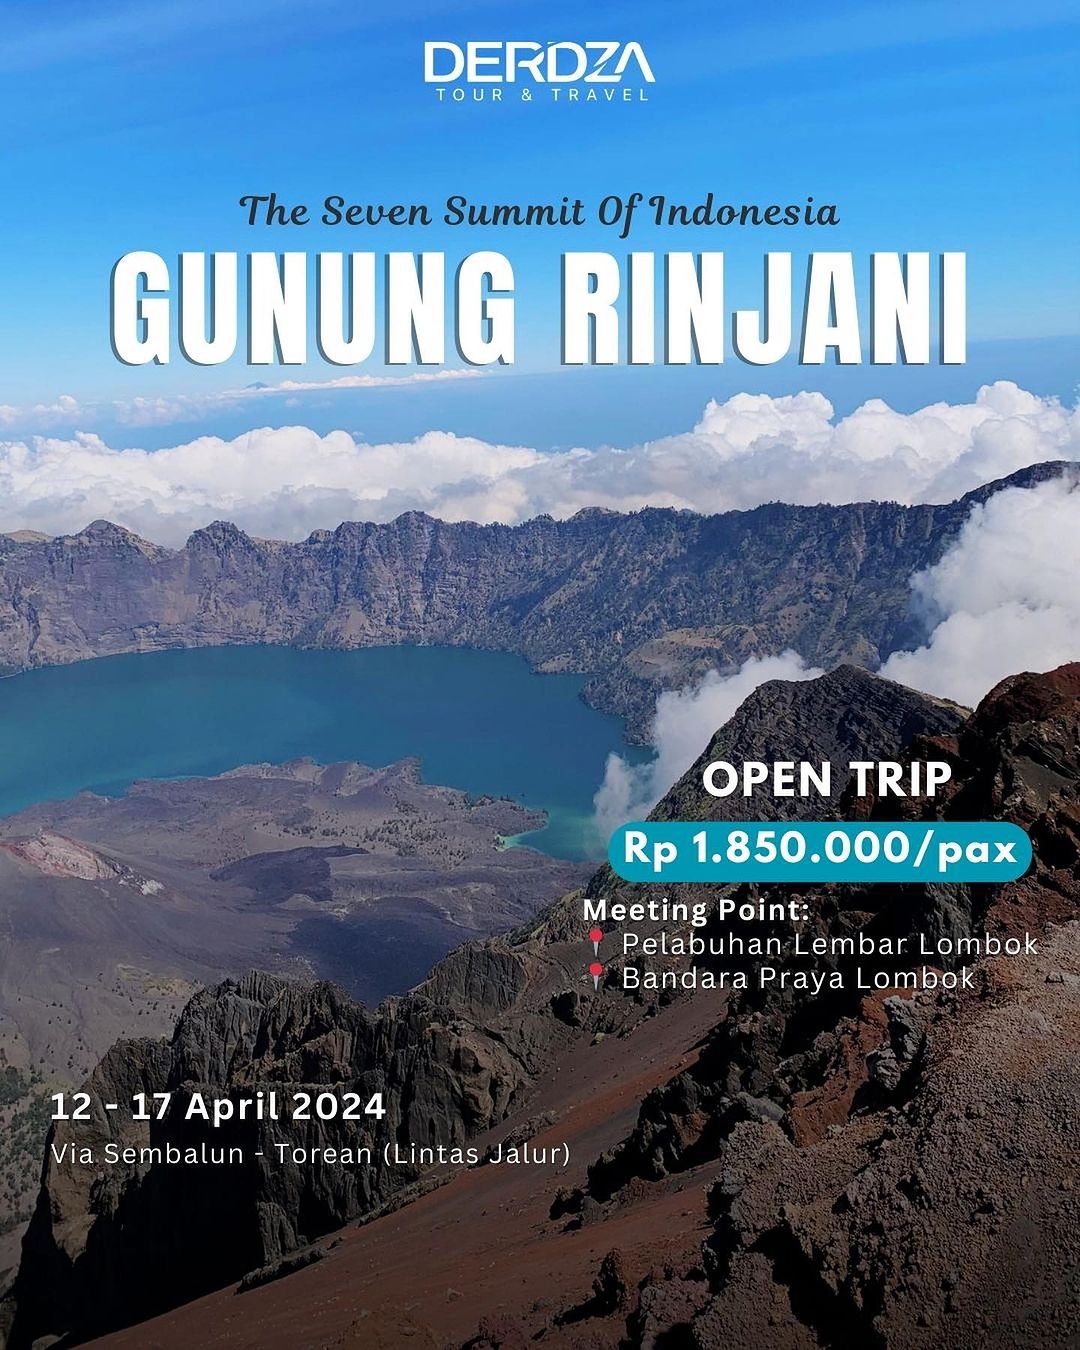 DERDZA
TOUR & TRAVEL
The Seven Summit Of Indonesia
GUNUNG RINJANI
OPEN TRIP
Rp 1.850.000/pax
Meeting Point:
📍 Pelabuhan Lembar Lombok
📍 Bandara Praya Lombok
12 - 17 April 2024
Via Sembalun - Torean (Lintas Jalur)